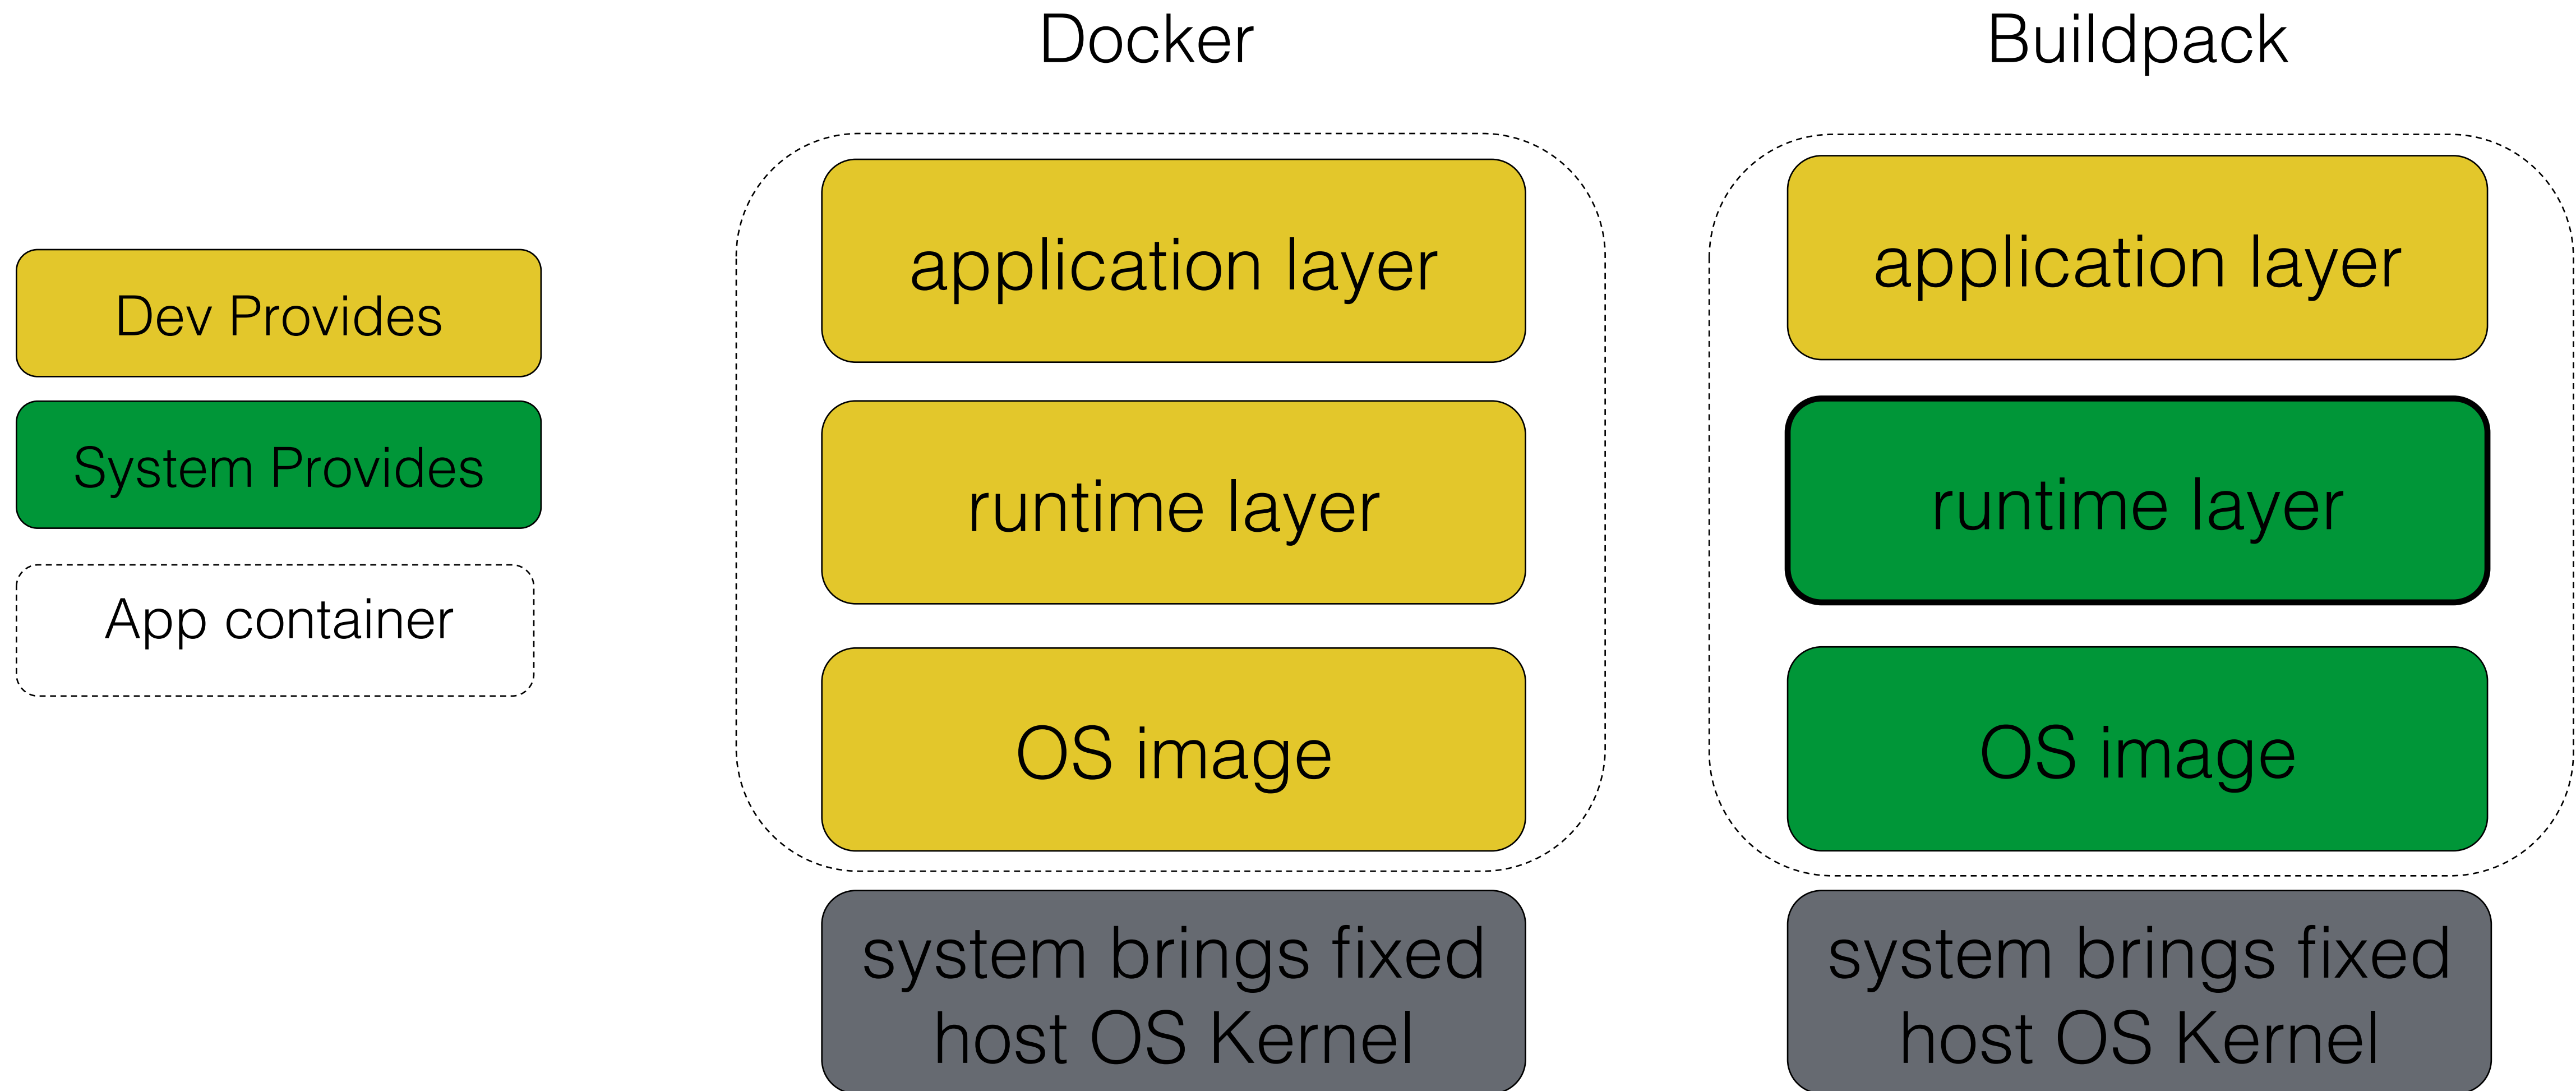 Docker
Buildpack
Dev Provides
System Provides
App container
application layer
runtime layer
OS image
system brings fixed
host OS Kernel
application layer
runtime layer
OS image
system brings fixed
host OS Kernel